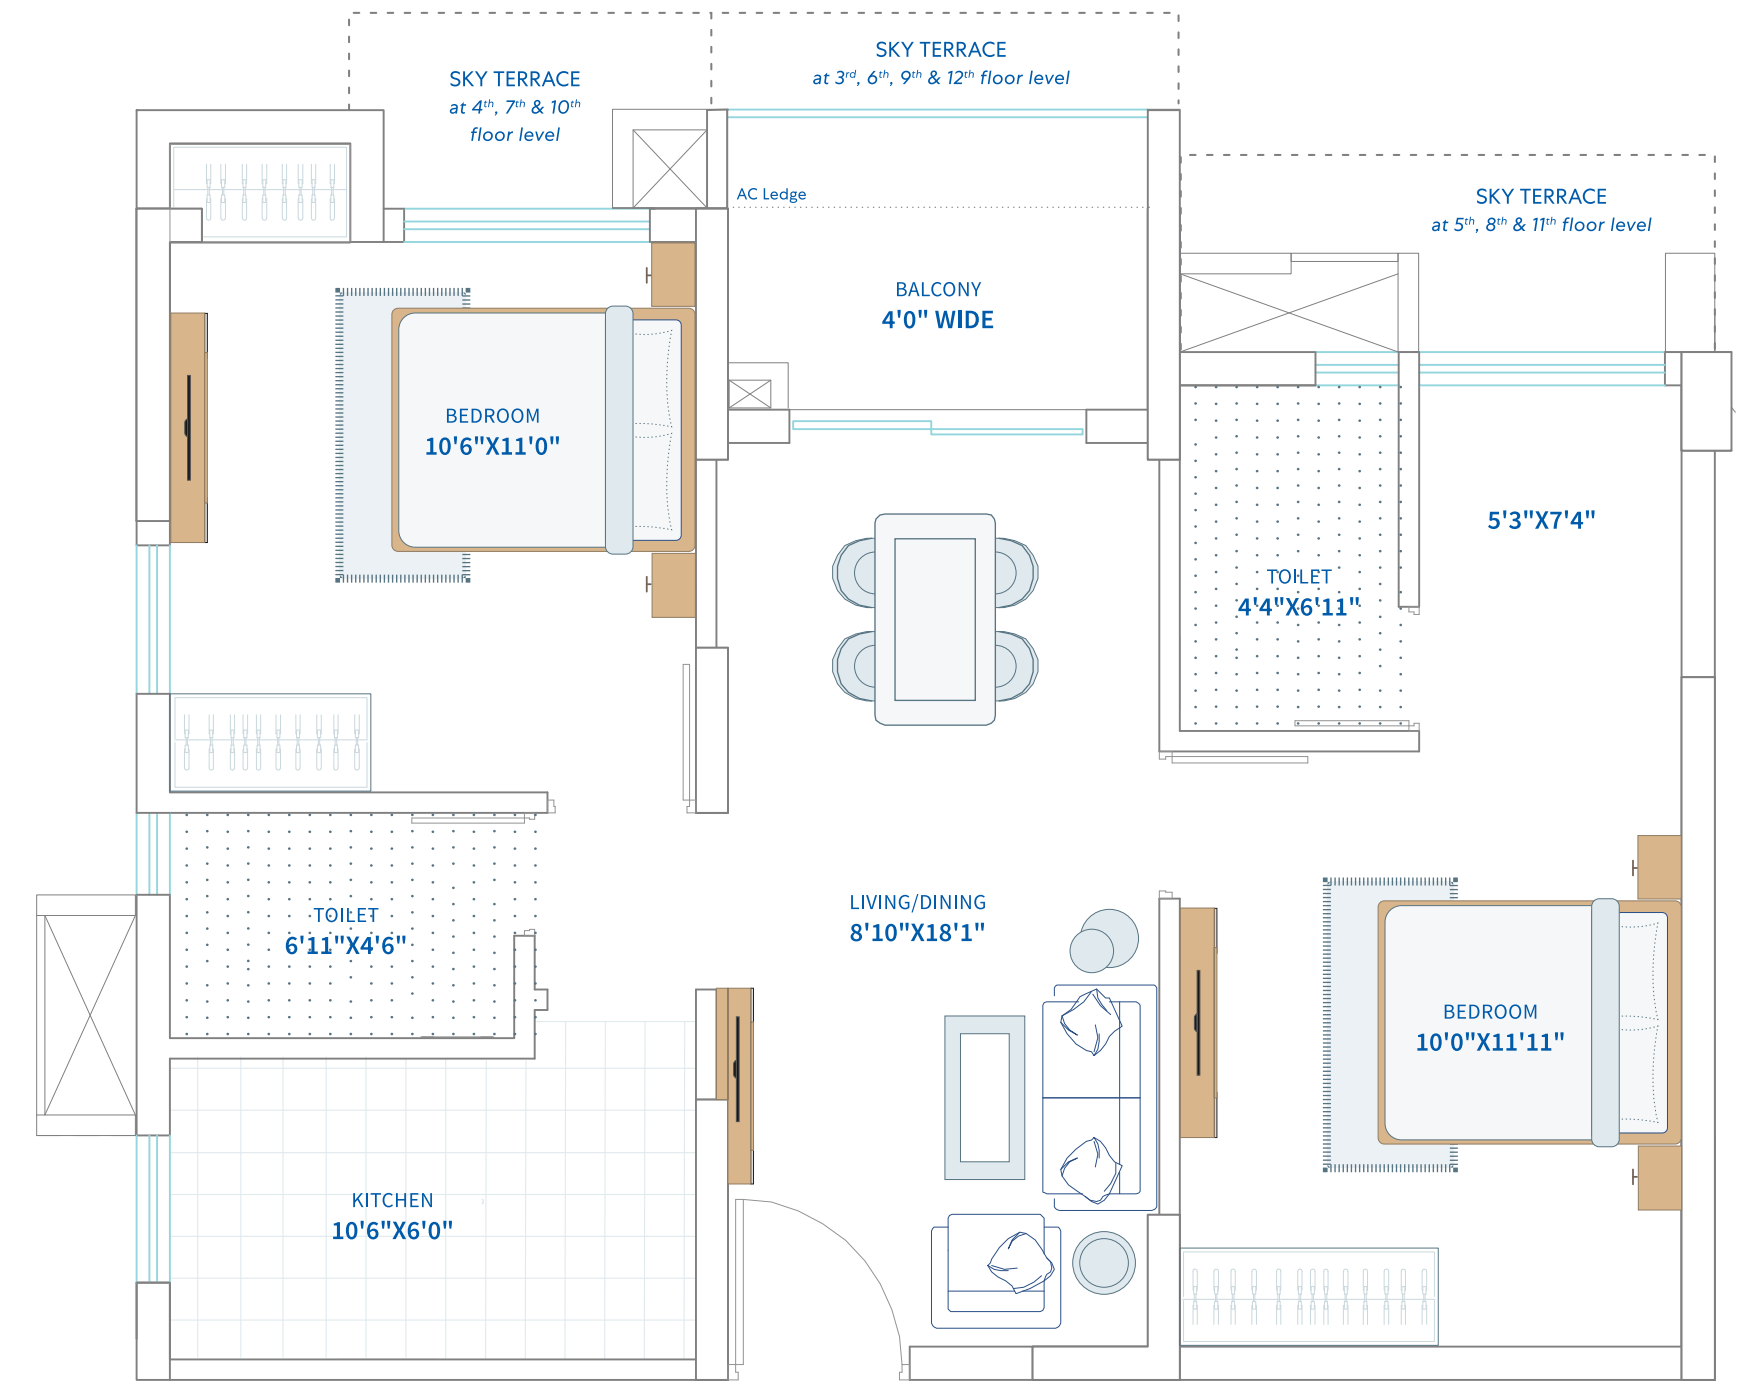 SKY TERRACE
at 3rd, 6th, 9th & 12th floor level
SKY TERRACE
at 4th, 7th & 10th
floor level
AC Ledge
SKY TERRACE
at 5th, 8th & 11th floor level
BALCONY
4'0" WIDE
BEDROOM
10'6"X11'0"
5'3"X7'4"
TOILET
4'4"X6'11"
LIVING/DINING
8'10"X18'1"
TOILET
6'11"X4'6"
BEDROOM
10'0"X11'11"
KITCHEN
10'6"X6'0"